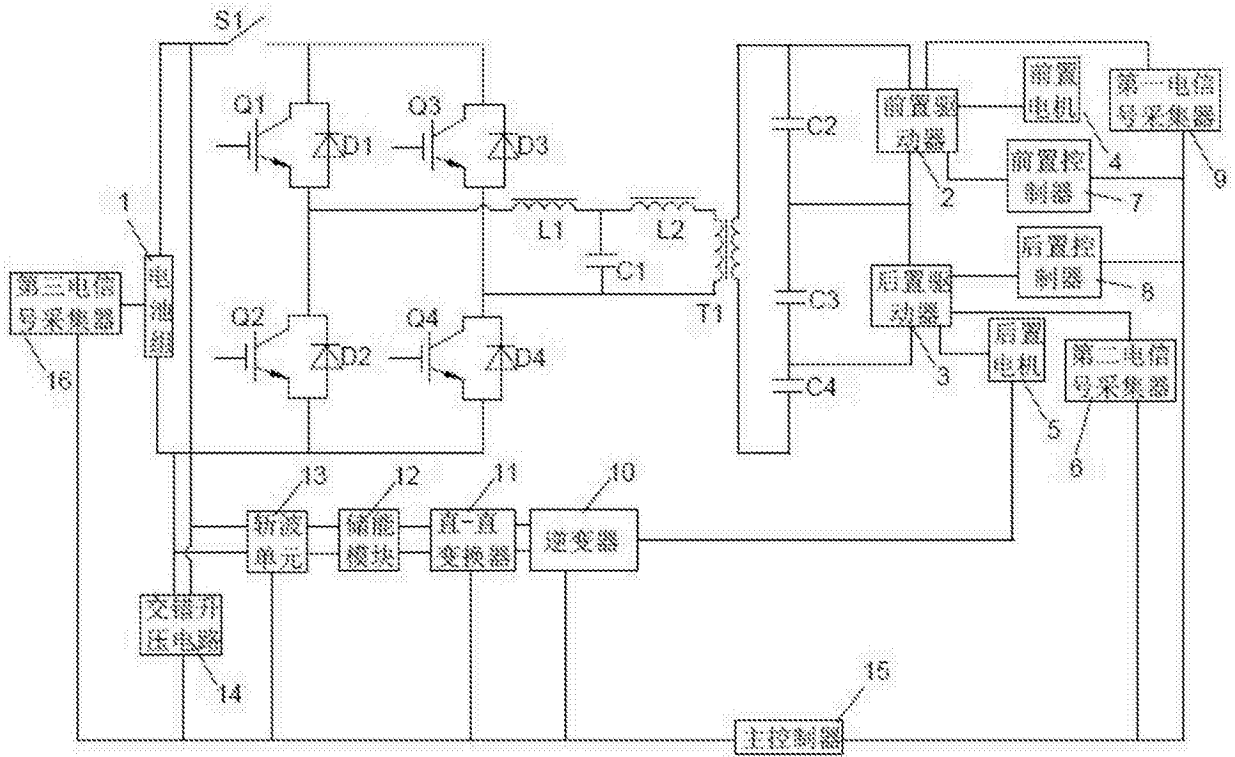 S1
Q1
D1
Q3
D3
C2
前置驱
动器
2
前置
电机
4
第一电信
号采集器
9
前置控
制器
7
1
电
池
组
第三电信
号采集器
16
L1
L2
C1
T1
C3
后置控
制器
8
后置驱
动器
3
后置
电机
5
第二电信
号采集器
6
Q2
D2
Q4
D4
C4
13
斩波
单元
12
储能
模块
11
直-直
变换器
10
逆变器
交错升
压电器
14
15
主控制器